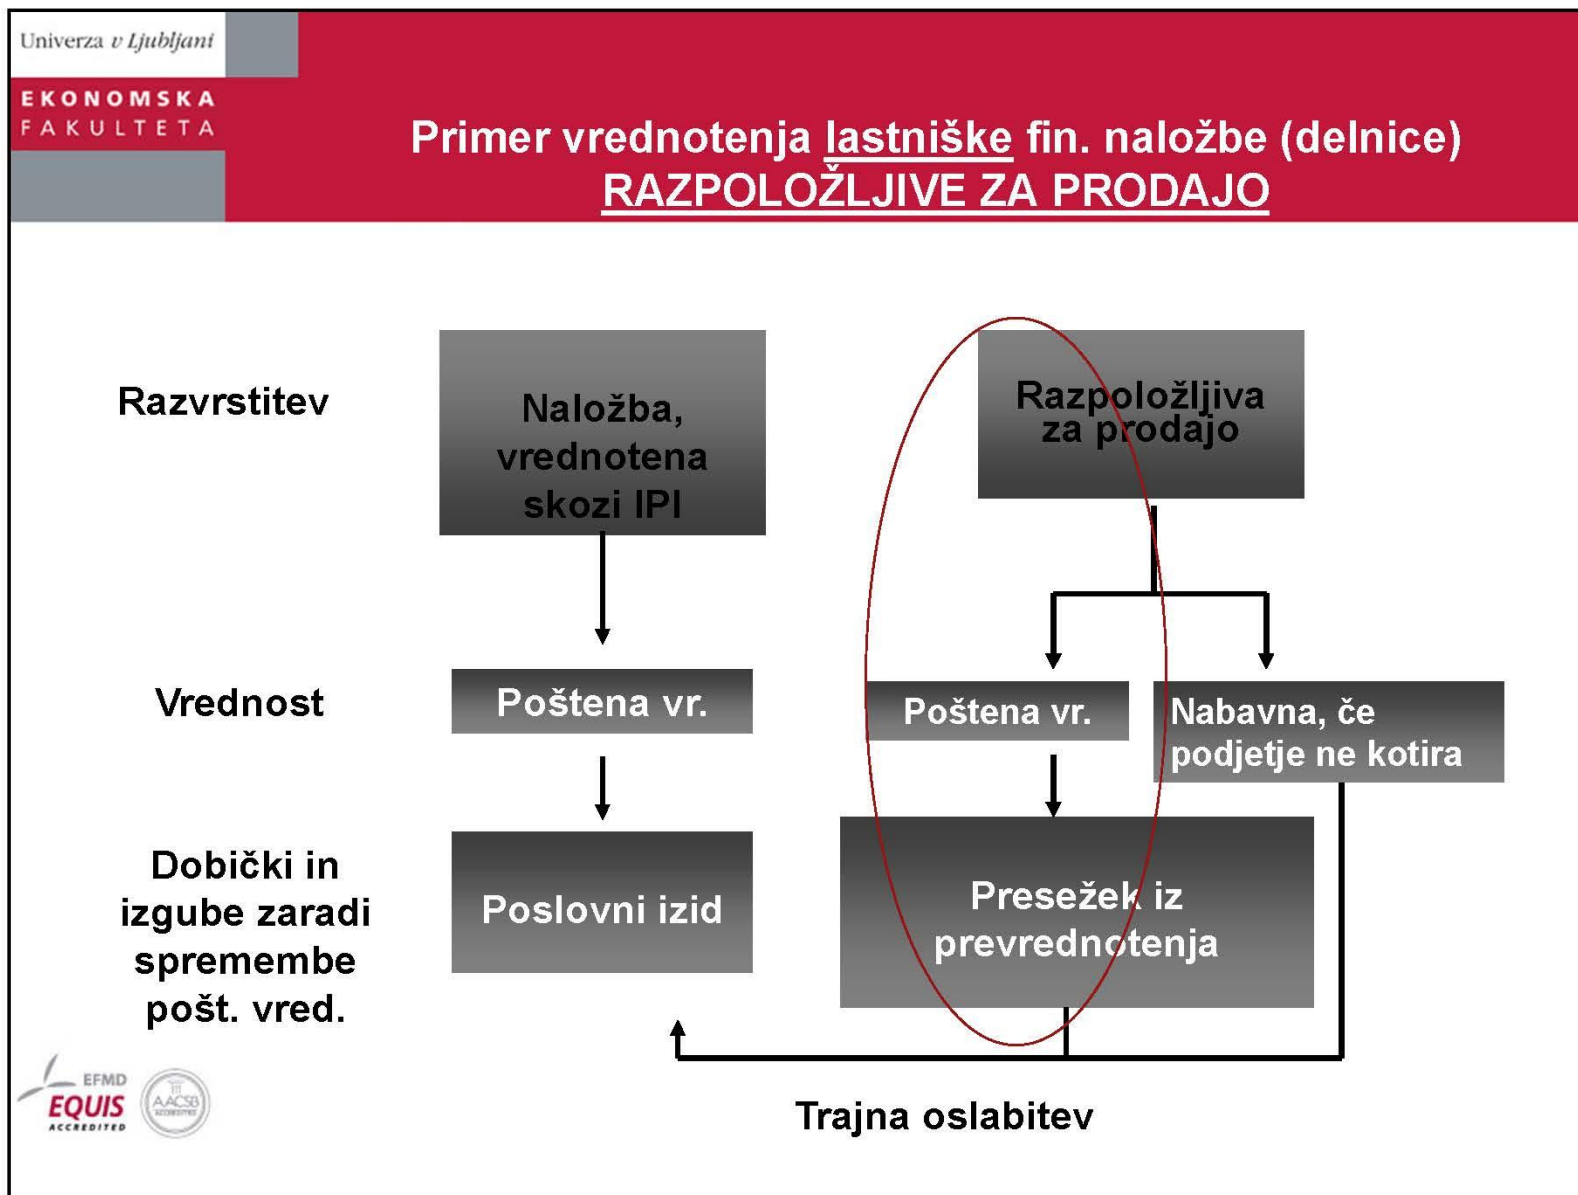 Univerza v Ljubljani
EKONOMSKA
FAKULTETA
Primer vrednotenja lastniške fin. naložbe (delnice)
RAZPOLOŽLJIVE ZA PRODAJO
Razvrstitev
Naložba,
vrednotena
skozi IPI
Razpoložljiva
za prodajo
Vrednost
Poštena vr.
Poštena vr.
Nabavna, če
podjetje ne kotira
Dobički in
izgube zaradi
spremembe
pošt. vred.
Poslovni izid
Presežek iz
prevrednotenja
Trajna oslabitev
EFMD
EQUIS
ACCREDITED
AACSB
ACCREDITED